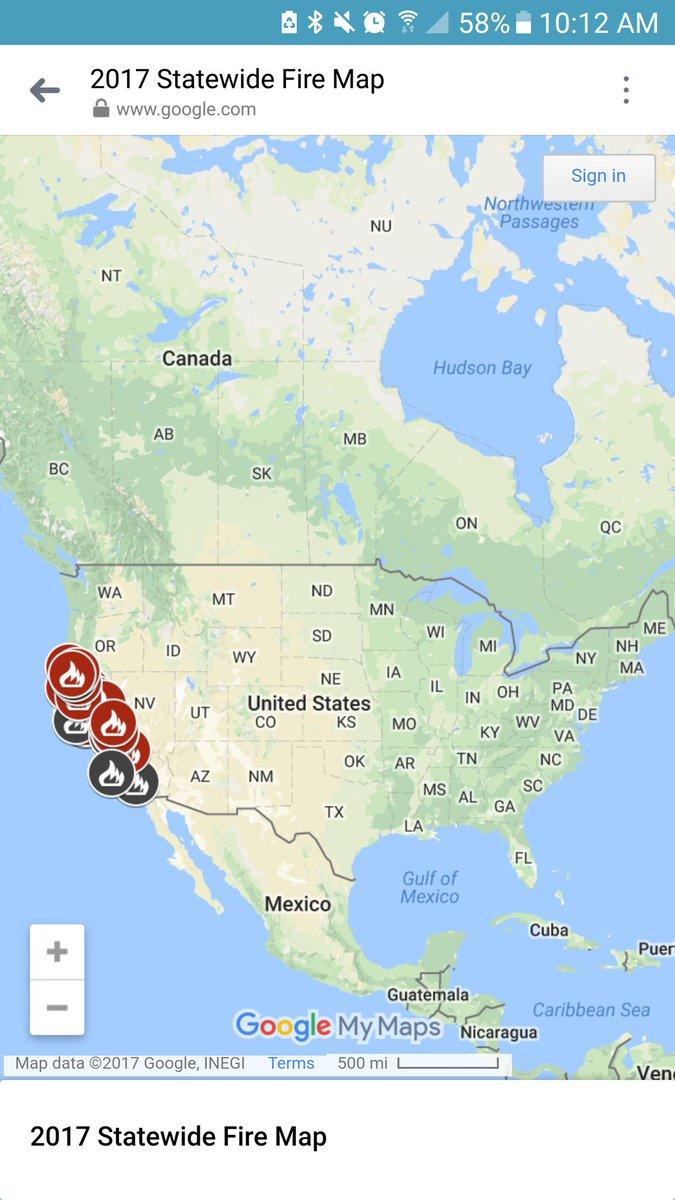 58% 10:12 AM
2017 Statewide Fire Map
www.google.com
Sign in
Northwestern
Passages
NU
NT
Canada
Hudson Bay
AB
MB
BC
SK
ON
QC
WA
MT
ND
MN
ME
OR
ID
SD
WI
MI
NH
WY
NY
MA
NE
IA
IL
IN
OH
PA
NV
UT
United States
MD
DE
CO
KS
MO
KY
WV
VA
AZ
NM
OK
AR
TN
NC
MS
AL
SC
GA
TX
LA
FL
Gulf of
Mexico
Mexico
Cuba
Puer
Guatemala
Caribbean Sea
Google My Maps
Nicaragua
Map data ©2017 Google, INEGI Terms 500 mi
Ven
2017 Statewide Fire Map